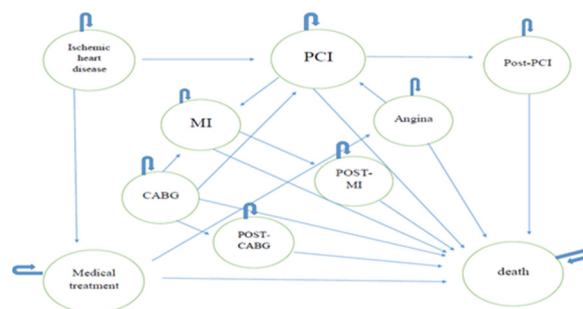 Ischemic
heart
disease
PCI
Post-PCI
MI
Angina
POST-
MI
CABG
POST-
CABG
Medical
treatment
death